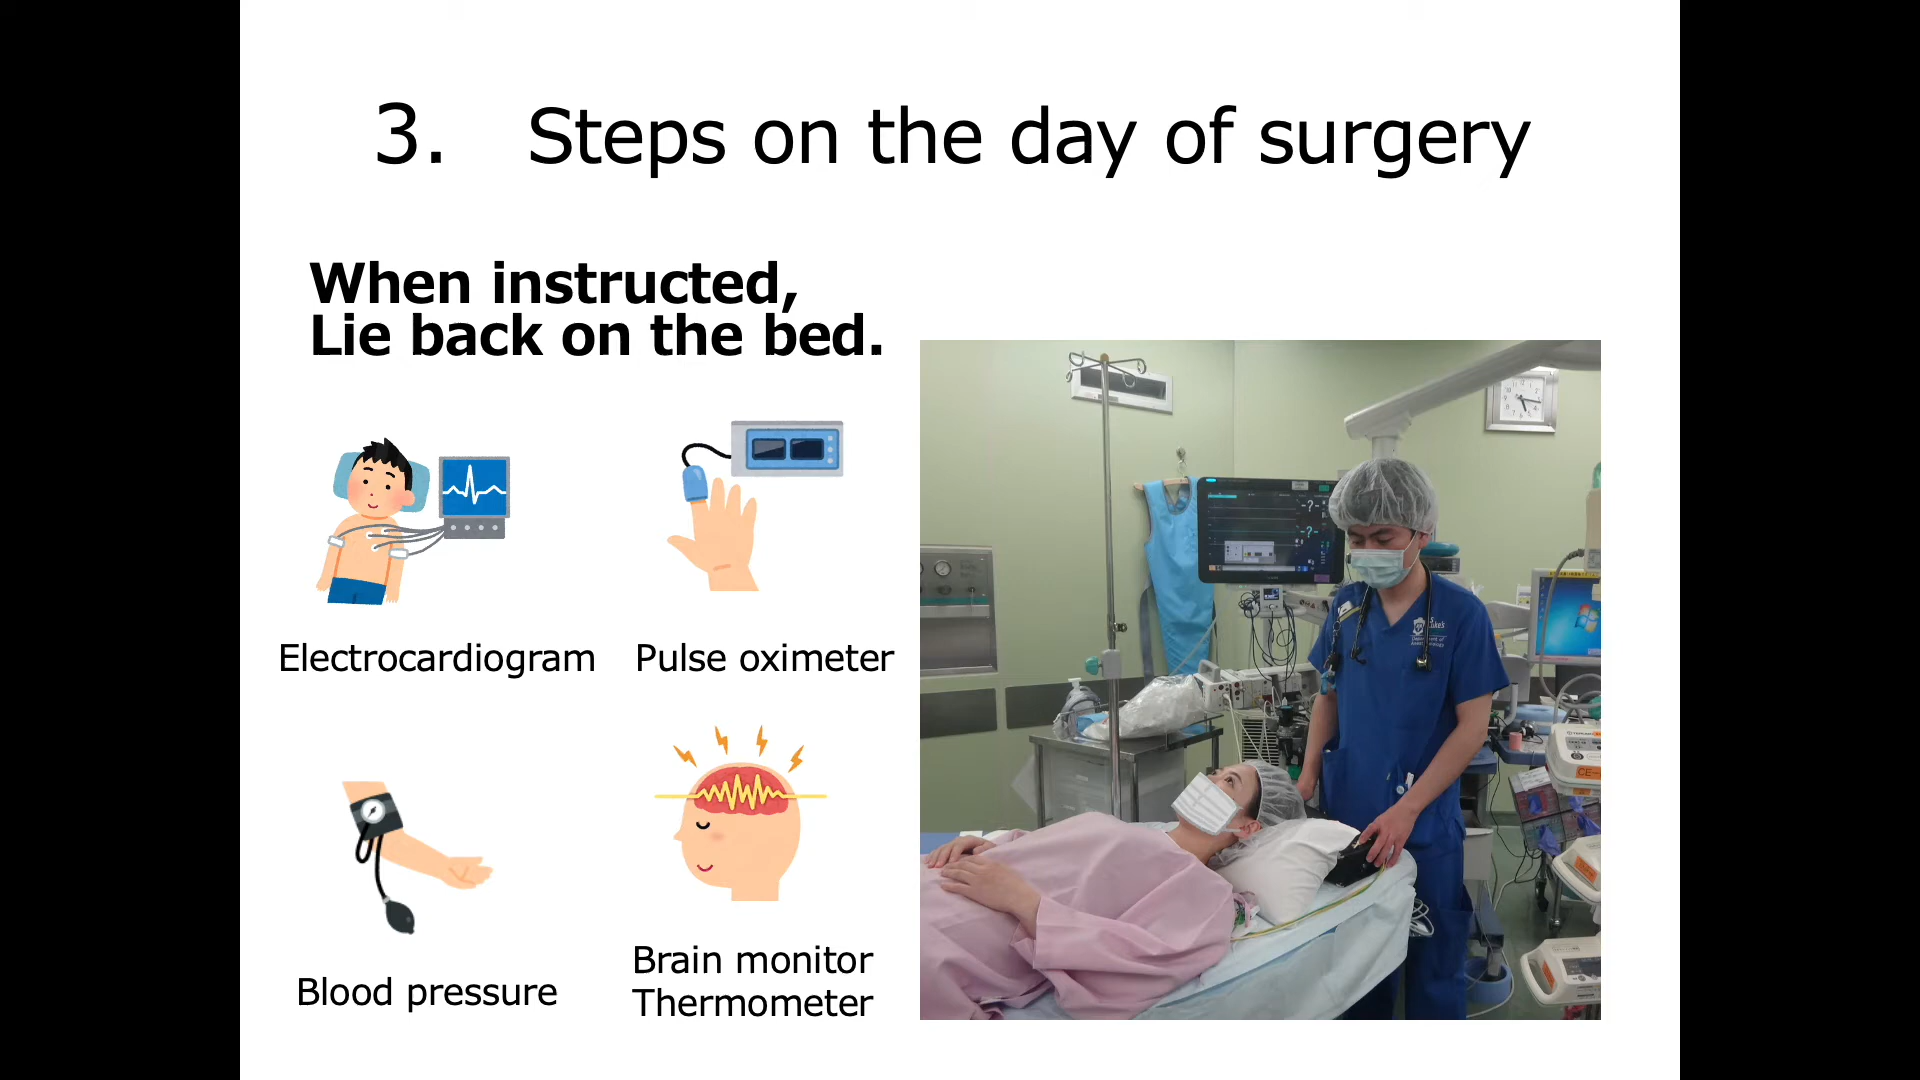 3. Steps on the day of surgery
When instructed,
Lie back on the bed.
Electrocardiogram
Pulse oximeter
Blood pressure
Brain monitor
Thermometer